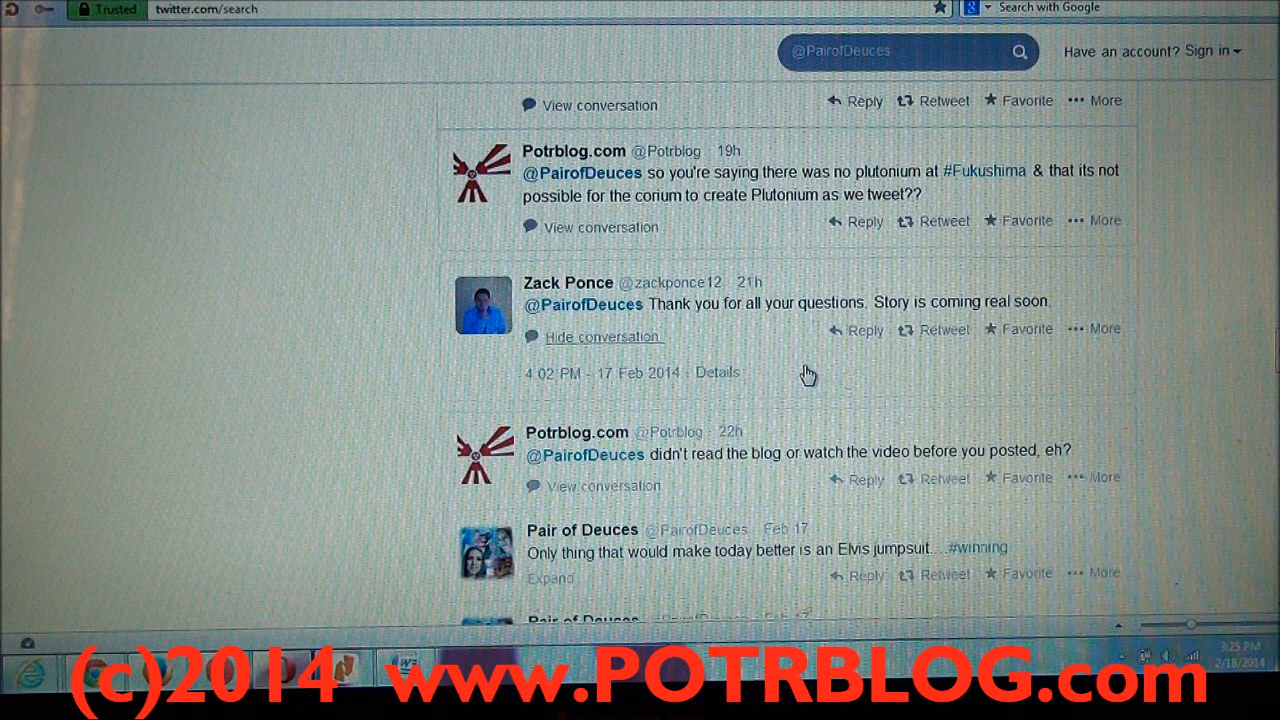 Trusted twitter.com/search Search with Google
@PairofDeuces Have an account? Sign in
View conversation Reply Retweet Favorite More
Potrblog.com @Potrblog · 19h
@PairofDeuces so you're saying there was no plutonium at #Fukushima & that its not
possible for the corium to create Plutonium as we tweet??
View conversation Reply Retweet Favorite More
Zack Ponce @zackponce12 · 21h
@PairofDeuces Thank you for all your questions. Story is coming real soon.
Hide conversation Reply Retweet Favorite More
4:02 PM - 17 Feb 2014 · Details
Potrblog.com @Potrblog · 22h
@PairofDeuces didn't read the blog or watch the video before you posted, eh?
View conversation Reply Retweet Favorite More
Pair of Deuces @PairofDeuces · Feb 17
Only thing that would make today better is an Elvis jumpsuit....#winning
Expand Reply Retweet Favorite More
Pair of Deuces @PairofDeuces · Feb 17
3:25 PM
2/18/2014
(c)2014 www.POTRBLOG.com